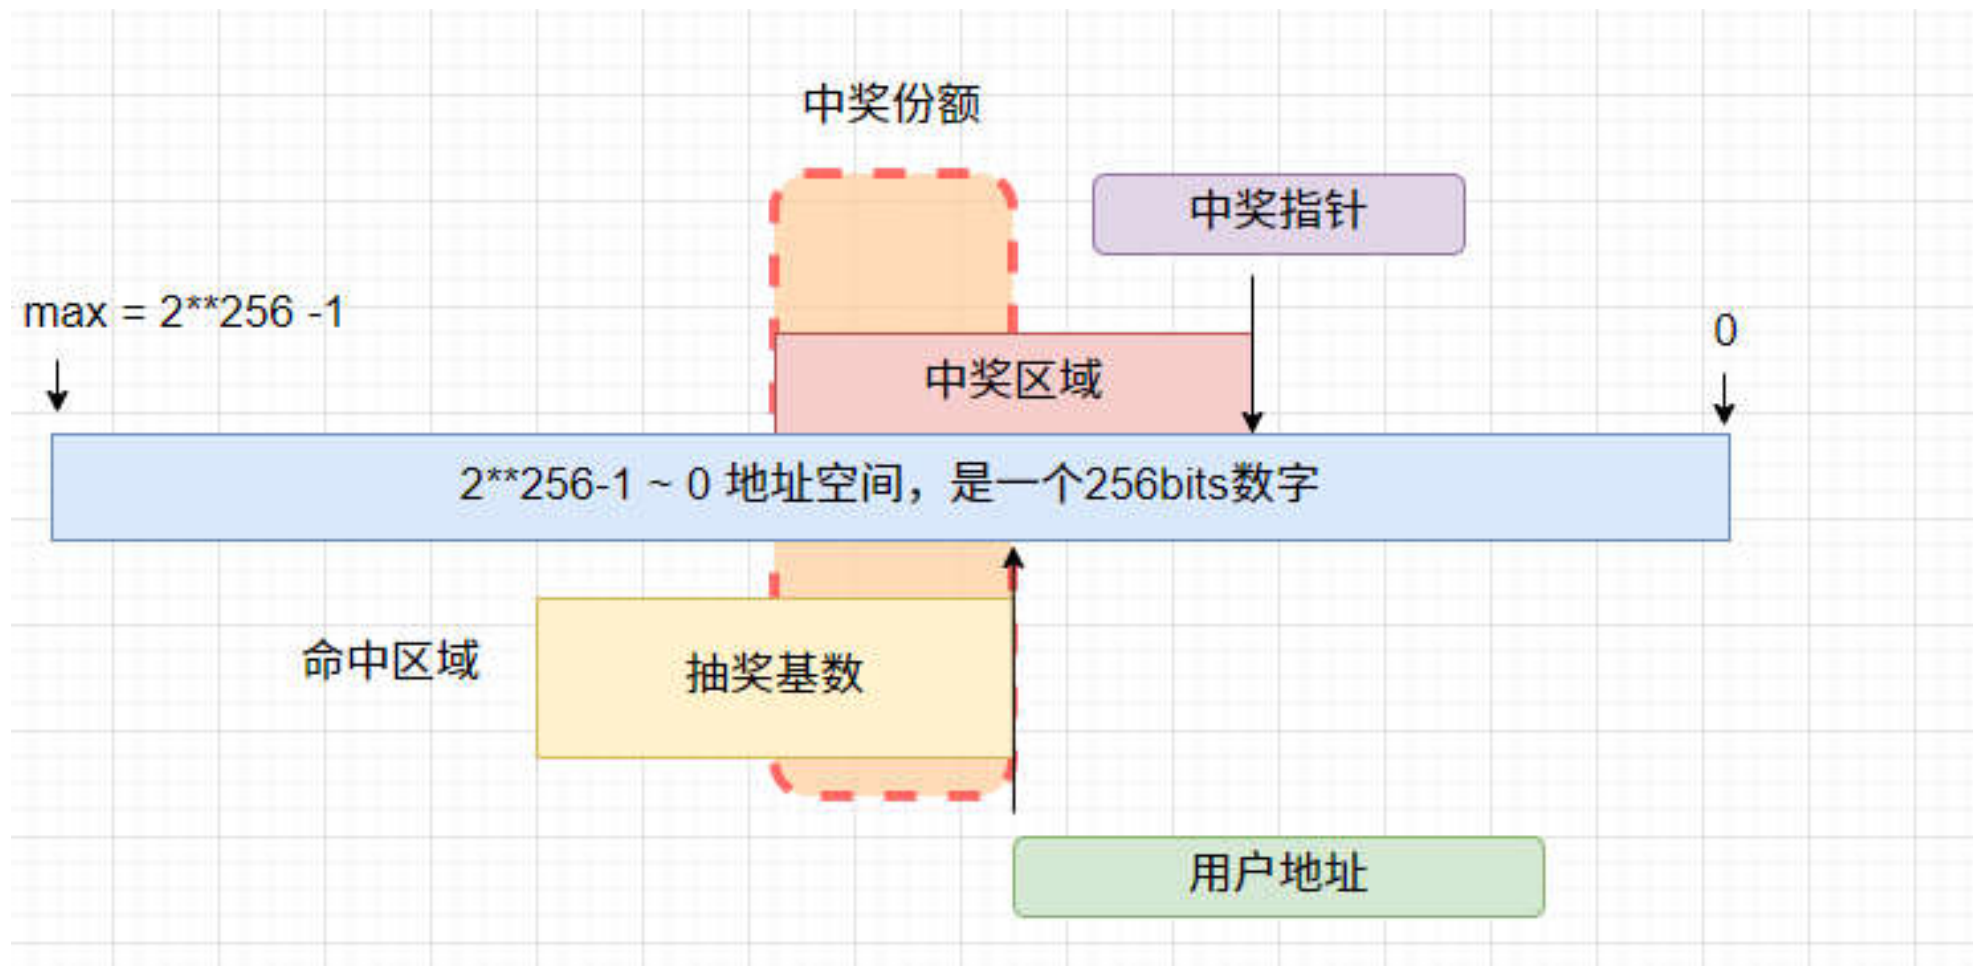 中奖份额
中奖指针
max = 2**256 -1
0
中奖区域
2**256-1 ~ 0 地址空间，是一个256bits数字
命中区域
抽奖基数
用户地址